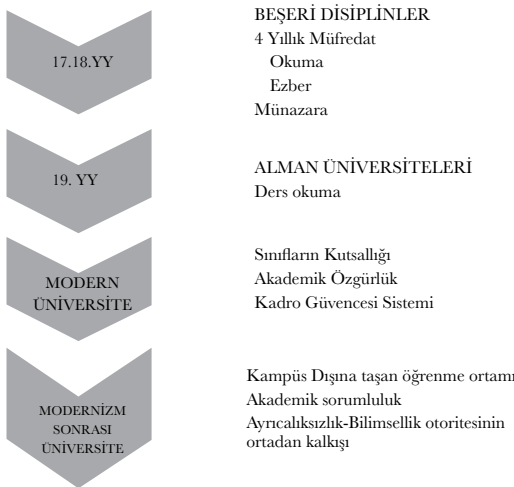 17.18.YY
BEŞERİ DİSİPLİNLER
4 Yıllık Müfredat
Okuma
Ezber
Münazara
19. YY
ALMAN ÜNİVERSİTELERİ
Ders okuma
MODERN
ÜNİVERSİTE
Sınıfların Kutsallığı
Akademik Özgürlük
Kadro Güvencesi Sistemi
MODERNİZM
SONRASI
ÜNİVERSİTE
Kampüs Dışına taşan öğrenme ortamı
Akademik sorumluluk
Ayrıcalıksızlık-Bilimsellik otoritesinin
ortadan kalkışı